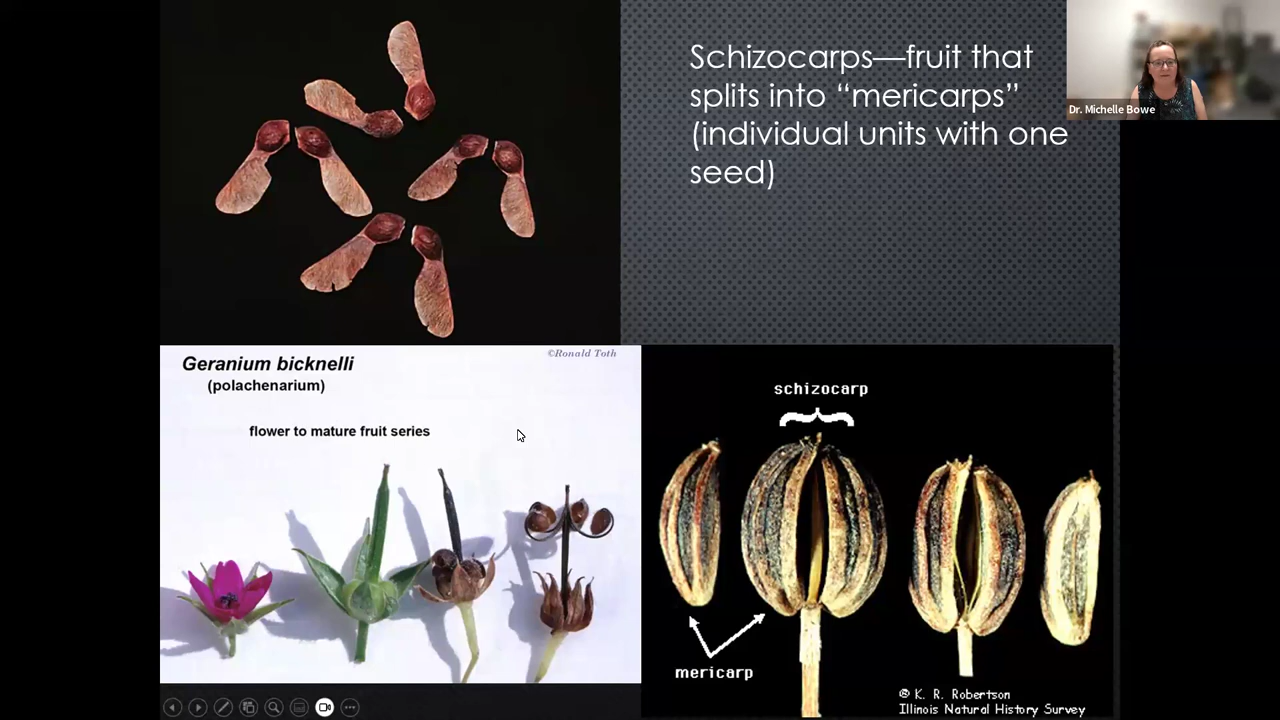 Schizocarps—fruit that
splits into “mericarps”
(individual units with one
seed)
Dr. Michelle Bowe
Geranium bicknelli
(polachenarium)
©Ronald Toth
flower to mature fruit series
schizocarp
mericarp
© K. R. Robertson
Illinois Natural History Survey